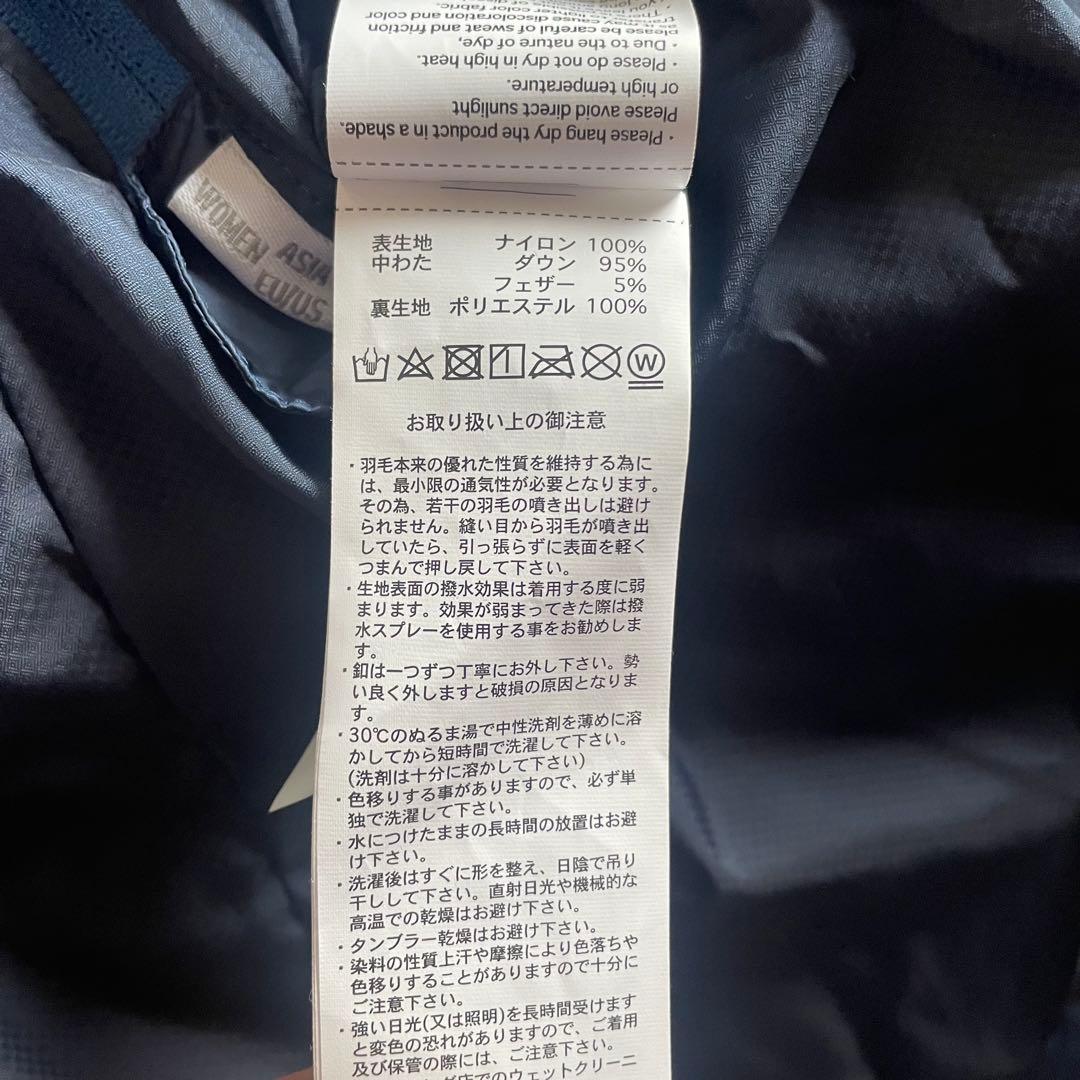 • Please hang dry the product in a shade.
Please avoid direct sunlight
or high temperature.
• Please do not dry in high heat.
• Due to the nature of dye,
please be careful of sweat and friction
as it may cause discoloration and color
WOMEN ASIA
EU/US
表生地 ナイロン 100%
中わた ダウン 95%
フェザー 5%
裏生地 ポリエステル 100%
W
お取り扱い上の御注意
・羽毛本来の優れた性質を維持する為に
は、最小限の通気性が必要となります。
その為、若干の羽毛の噴き出しは避け
られません。縫い目から羽毛が噴き出
していたら、引っ張らずに表面を軽く
つまんで押し戻して下さい。
・生地表面の撥水効果は着用する度に弱
まります。効果が弱まってきた際は撥
水スプレーを使用する事をお勧めしま
す。
・釦は一つずつ丁寧にお外し下さい。勢
い良く外しますと破損の原因となりま
す。
・30℃のぬるま湯で中性洗剤を薄めに溶
かしてから短時間で洗濯して下さい。
(洗剤は十分に溶かして下さい)
・色移りする事がありますので、必ず単
独で洗濯して下さい。
・水につけたままの長時間の放置はお避
け下さい。
・洗濯後はすぐに形を整え、日陰で吊り
干しして下さい。直射日光や機械的な
高温での乾燥はお避け下さい。
・タンブラー乾燥はお避け下さい。
・染料の性質上汗や摩擦により色落ちや
色移りすることがありますので十分に
ご注意下さい。
・強い日光(又は照明)を長時間受けます
と変色の恐れがありますので、ご着用
及び保管の際には、ご注意下さい。
店でのウェットクリーニ